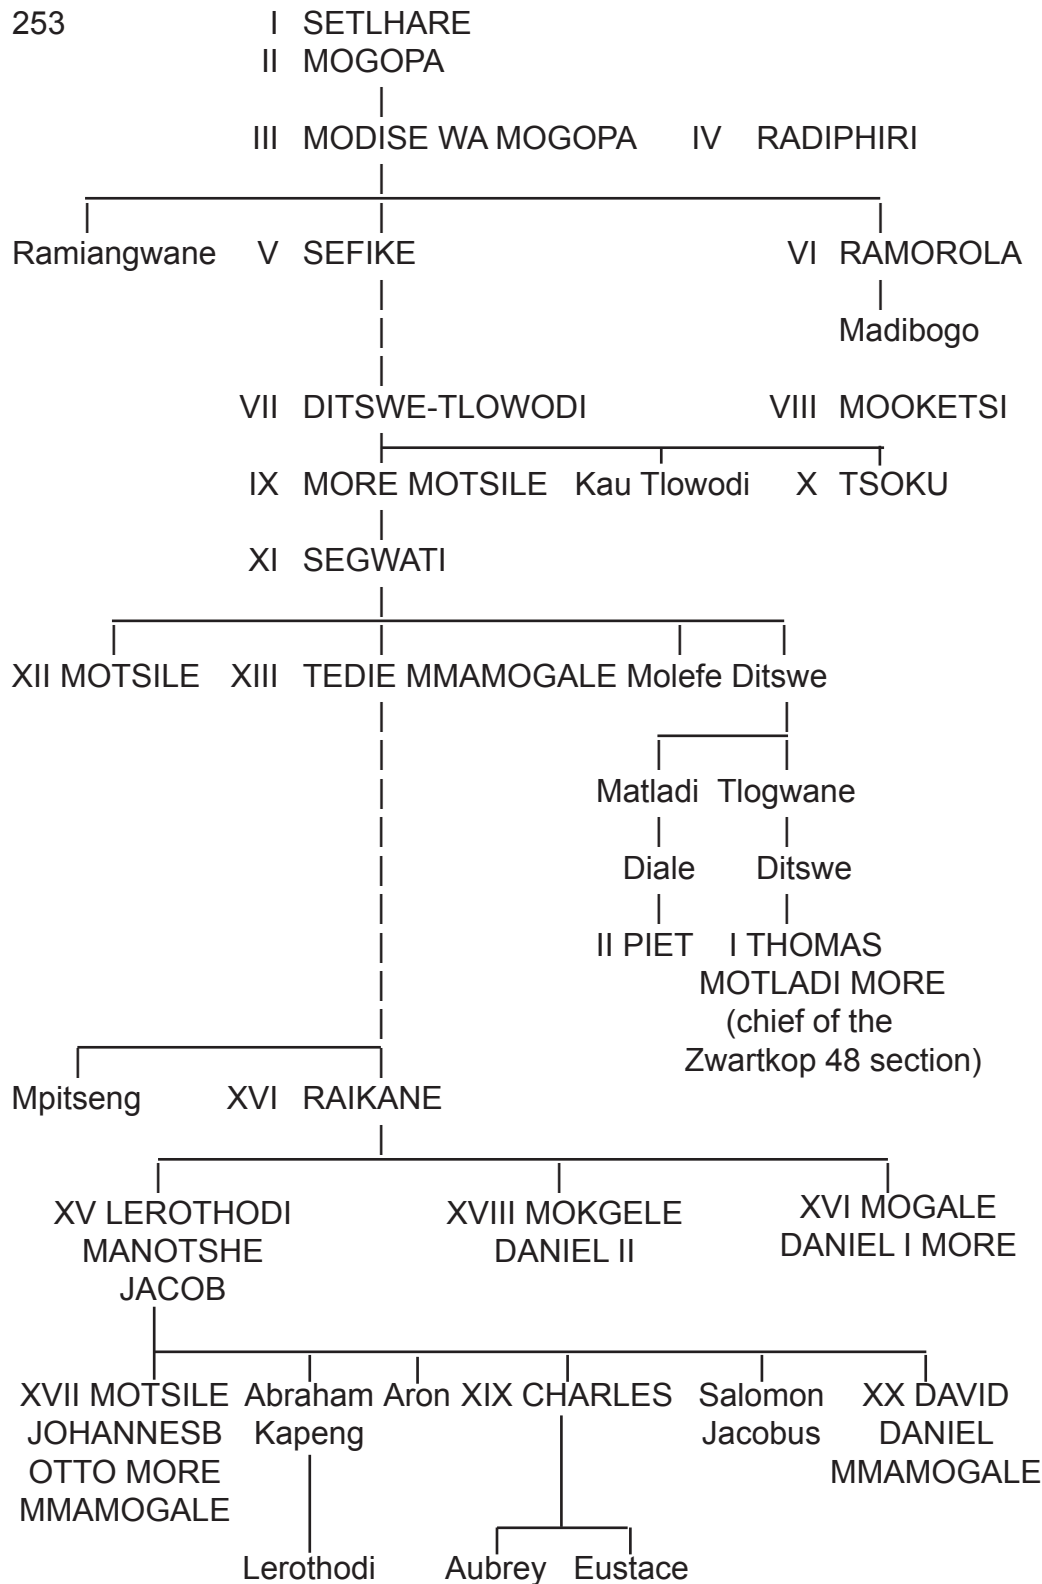 253 I SETLHARE
II MOGOPA
III MODISE WA MOGOPA IV RADIPHIRI
Ramiangwane V SEFIKE VI RAMOROLA
Madibogo
VII DITSWE-TLOWODI VIII MOOKETSI
IX MORE MOTSILE Kau Tlowodi X TSOKU
XI SEGWATI
XII MOTSILE XIII TEDIE MMAMOGALE Molefe Ditswe
Matladi Tlogwane
Diale Ditswe
II PIET I THOMAS
MOTLADI MORE
(chief of the
Zwartkop 48 section)
Mpitseng XVI RAIKANE
XV LEROTHODI
MANOTSHE
JACOB
XVIII MOKGELE
DANIEL II
XVI MOGALE
DANIEL I MORE
XVII MOTSILE
JOHANNESB
OTTO MORE
MMAMOGALE
Abraham
Kapeng
Aron
XIX CHARLES
Salomon
Jacobus
XX DAVID
DANIEL
MMAMOGALE
Lerothodi Aubrey Eustace